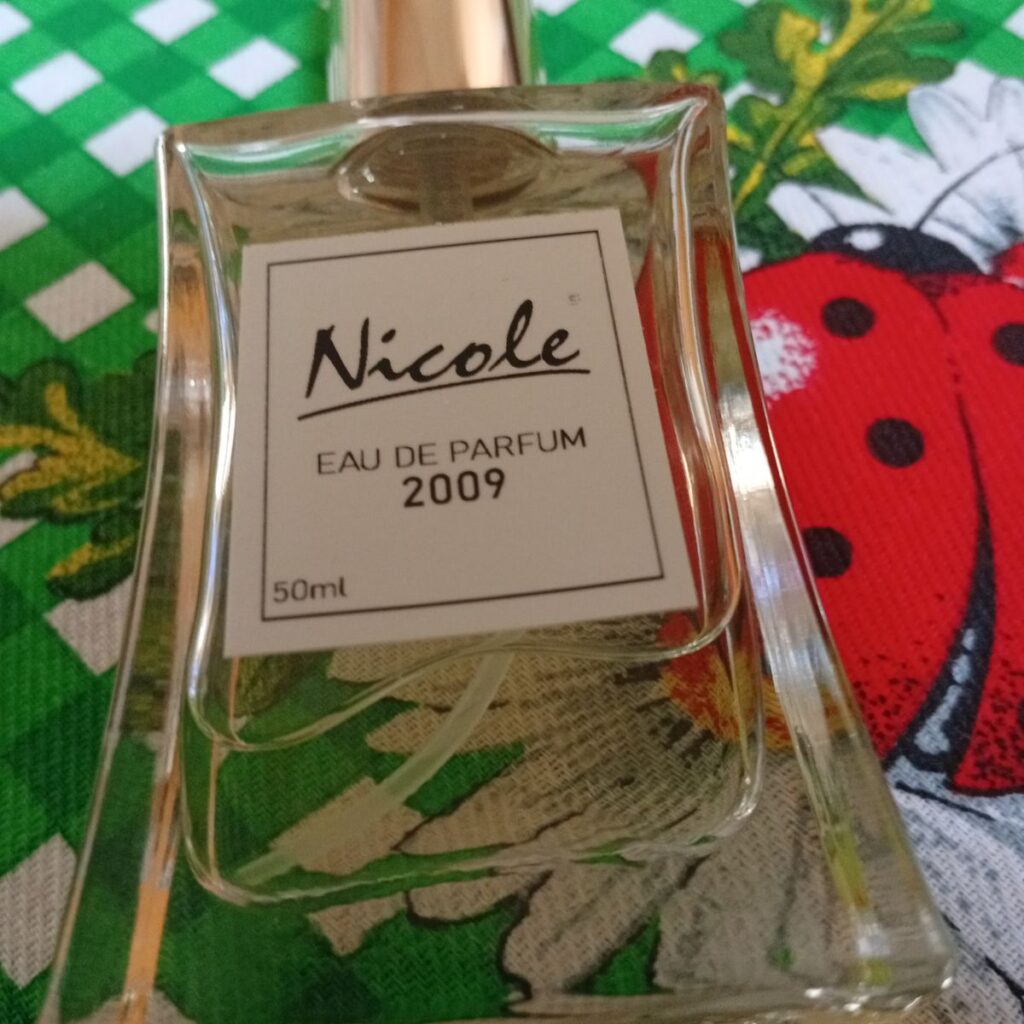 Nicole®
EAU DE PARFUM
2009
50ml